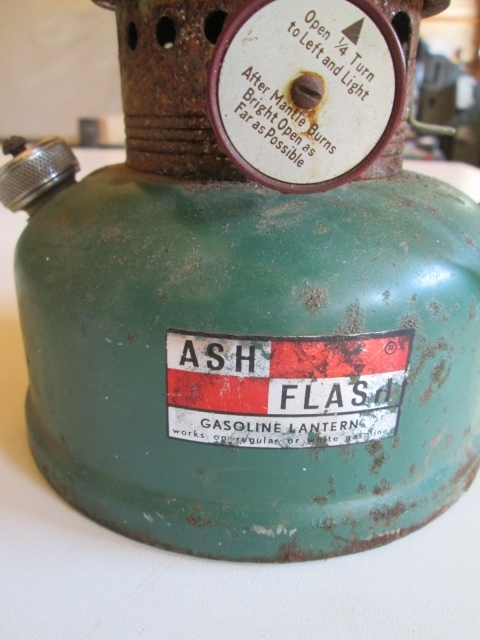 Open 1/4 Turn
to Left and Light
After Mantle Burns
Bright Open as
Far as Possible
ASH ®
FLASH
GASOLINE LANTERN
works on regular or white gasoline